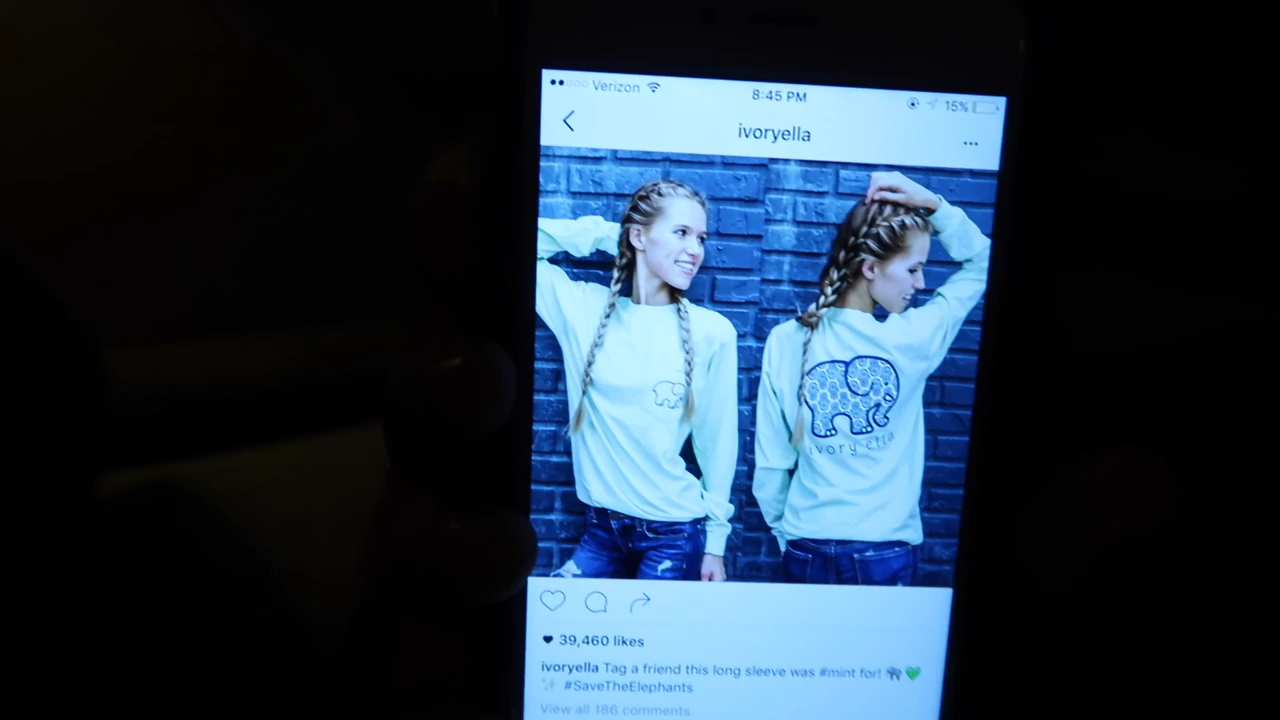 Verizon 8:45 PM 15%
ivoryella
ivory ella
39,460 likes
ivoryella Tag a friend this long sleeve was #mint for! 🐘💚
✨ #SaveTheElephants
View all 186 comments